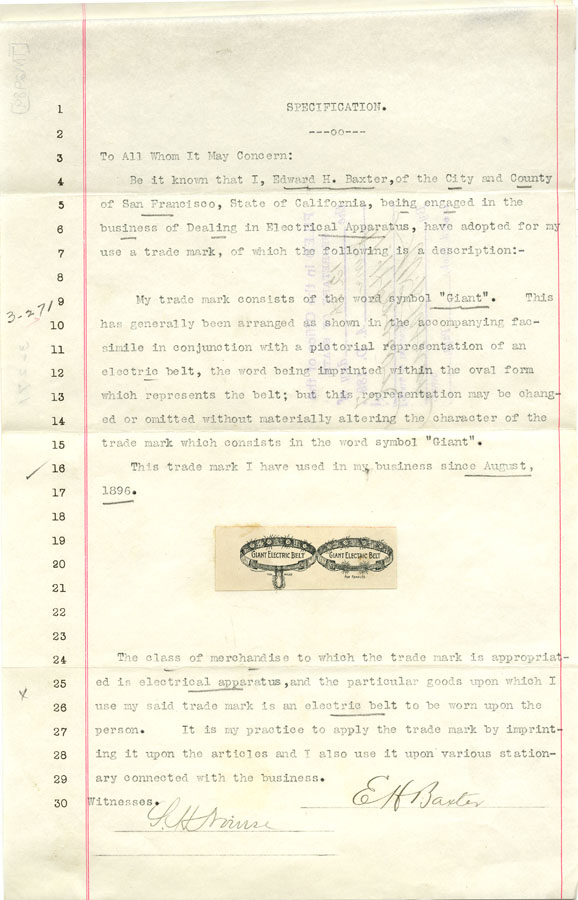 1 SPECIFICATION.
2 ---oo---
3 To All Whom It May Concern:
4 Be it known that I, Edward H. Baxter,of the City and County
5 of San Francisco, State of California, being engaged in the
6 business of Dealing in Electrical Apparatus, have adopted for my
7 use a trade mark, of which the following is a description:-
8
9 My trade mark consists of the word symbol "Giant". This
3-271
10 has generally been arranged as shown in the accompanying fac-
11 simile in conjunction with a pictorial representation of an
12 electric belt, the word being imprinted within the oval form
13 which represents the belt; but this representation may be chang-
14 ed or omitted without materially altering the character of the
15 trade mark which consists in the word symbol "Giant".
16 This trade mark I have used in my business since August,
17 1896.
18
19
GIANT ELECTRIC BELT GIANT ELECTRIC BELT
20
For Females
21
22
23
24 The class of merchandise to which the trade mark is appropriat-
25 ed is electrical apparatus,and the particular goods upon which I
x
26 use my said trade mark is an electric belt to be worn upon the
27 person. It is my practice to apply the trade mark by imprint-
28 ing it upon the articles and I also use it upon various station-
29 ary connected with the business.
30 Witnesses. E H Baxter
S. H. Nourse